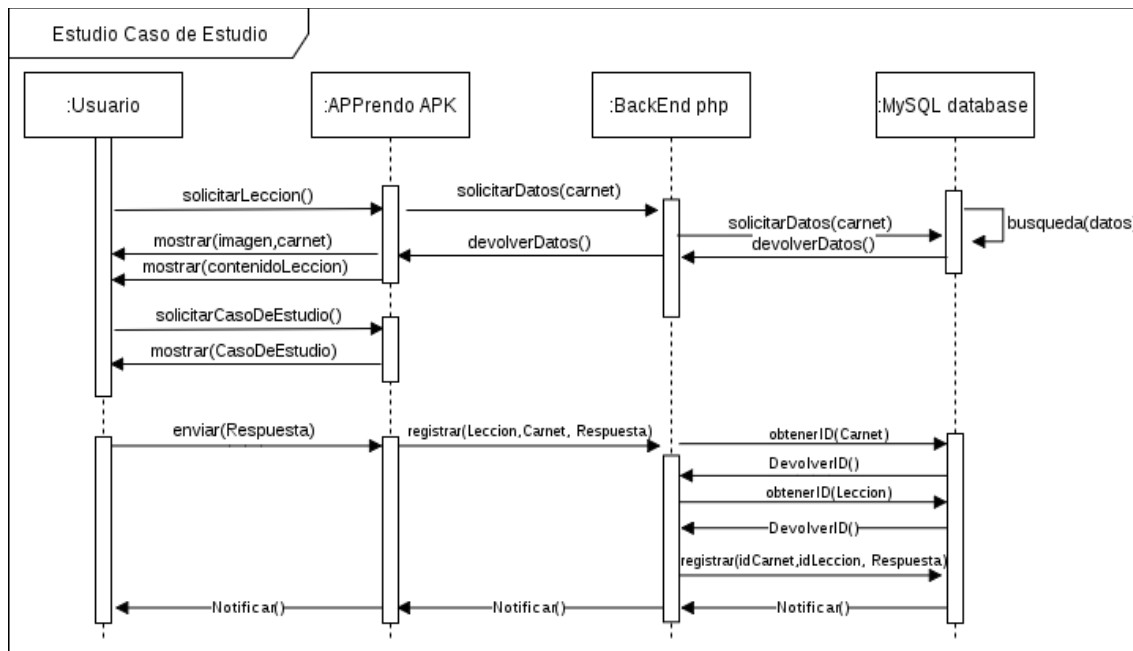 Estudio Caso de Estudio
:Usuario
:APPrendo APK
:BackEnd php
:MySQL database
solicitarLeccion()
solicitarDatos(carnet)
solicitarDatos(carnet)
busqueda(datos)
mostrar(imagen,carnet)
devolverDatos()
devolverDatos()
mostrar(contenidoLeccion)
solicitarCasoDeEstudio()
mostrar(CasoDeEstudio)
enviar(Respuesta)
registrar(Leccion,Carnet, Respuesta)
obtenerID(Carnet)
DevolverID()
obtenerID(Leccion)
DevolverID()
registrar(idCarnet,idLeccion, Respuesta)
Notificar()
Notificar()
Notificar()